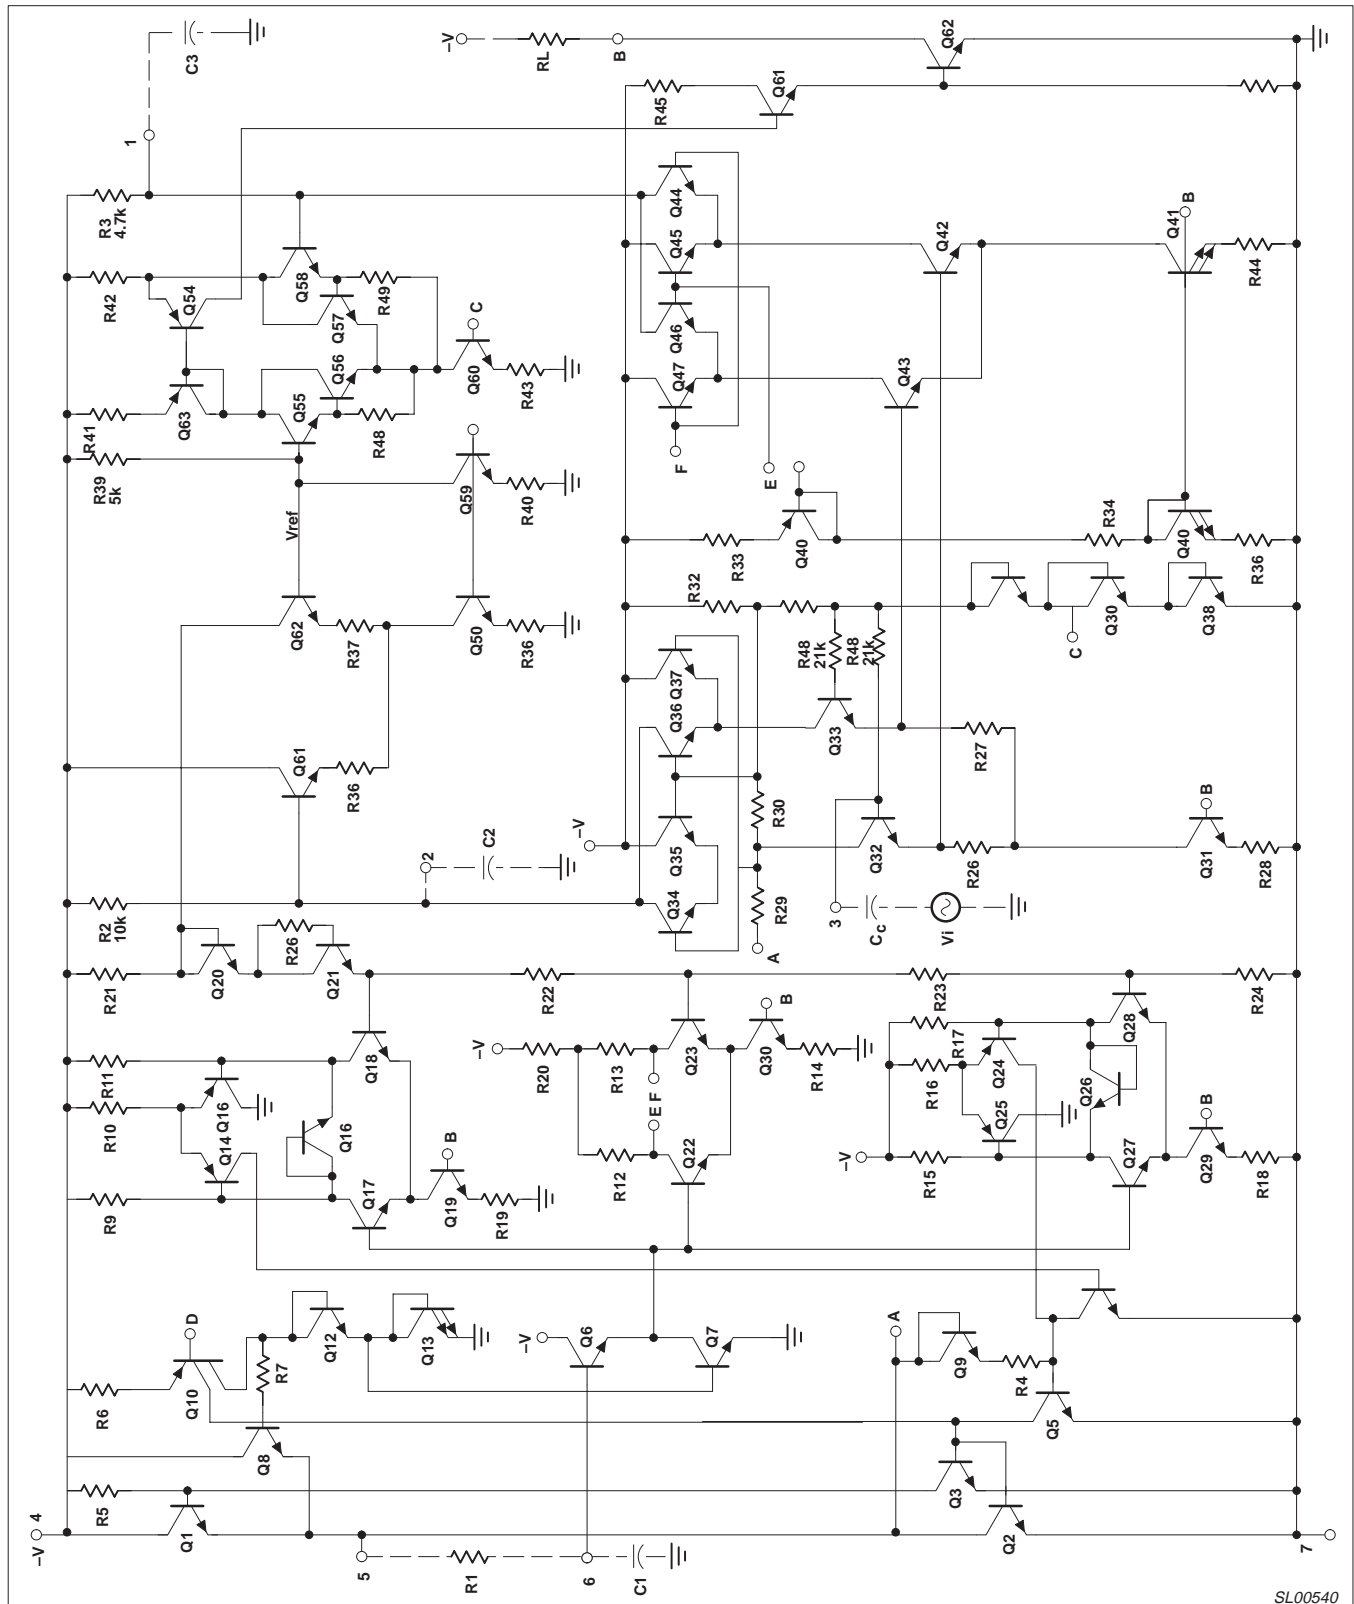 C3
1
R3
4.7k
R42
Q54
Q58
Q57
R49
C
Q56
Q60
R43
R41
Q63
Q55
R48
R39
5k
Vref
Q59
R40
Q62
R37
Q50
R36
Q61
R36
–V
RL
B
Q62
R45
Q61
Q44
Q45
Q46
Q47
F
E
Q42
Q43
Q41
B
R44
R33
Q40
R34
Q40
R36
R32
R48
21k
R48
21k
Q30
C
Q38
Q37
Q36
Q35
Q34
–V
R30
R29
A
Q33
R27
Q32
R26
Q31
B
R28
3
Cc
Vi
2
C2
R2
10k
R21
Q20
R26
Q21
R22
R23
R24
R11
R10
R9
Q16
Q14
Q18
Q16
Q17
B
Q19
R19
–V
R20
R13
F
E
R12
Q23
Q22
B
Q30
R14
R17
R16
Q24
Q25
Q28
Q26
–V
R15
Q27
B
Q29
R18
D
R6
Q10
R7
Q12
Q13
Q8
R5
Q1
4
–V
–V
Q6
Q7
A
Q9
R4
Q5
Q3
Q2
5
R1
6
C1
7
SL00540